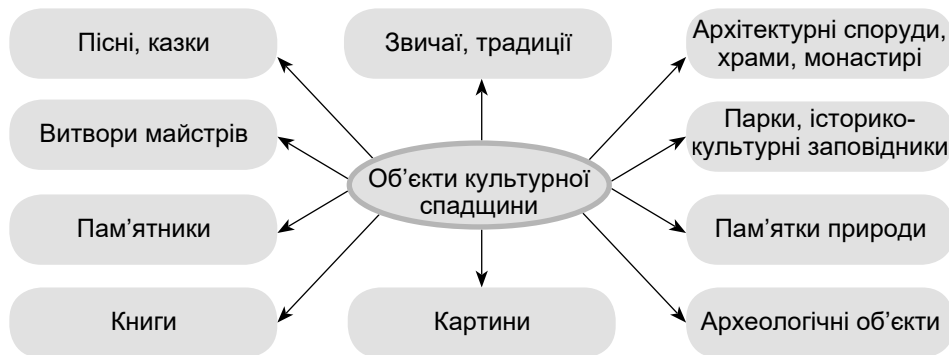 Пісні, казки
Звичаї, традиції
Архітектурні споруди,
храми, монастирі
Витвори майстрів
Парки, історико-
культурні заповідники
Об’єкти культурної
спадщини
Пам’ятники
Пам’ятки природи
Книги
Картини
Археологічні об’єкти